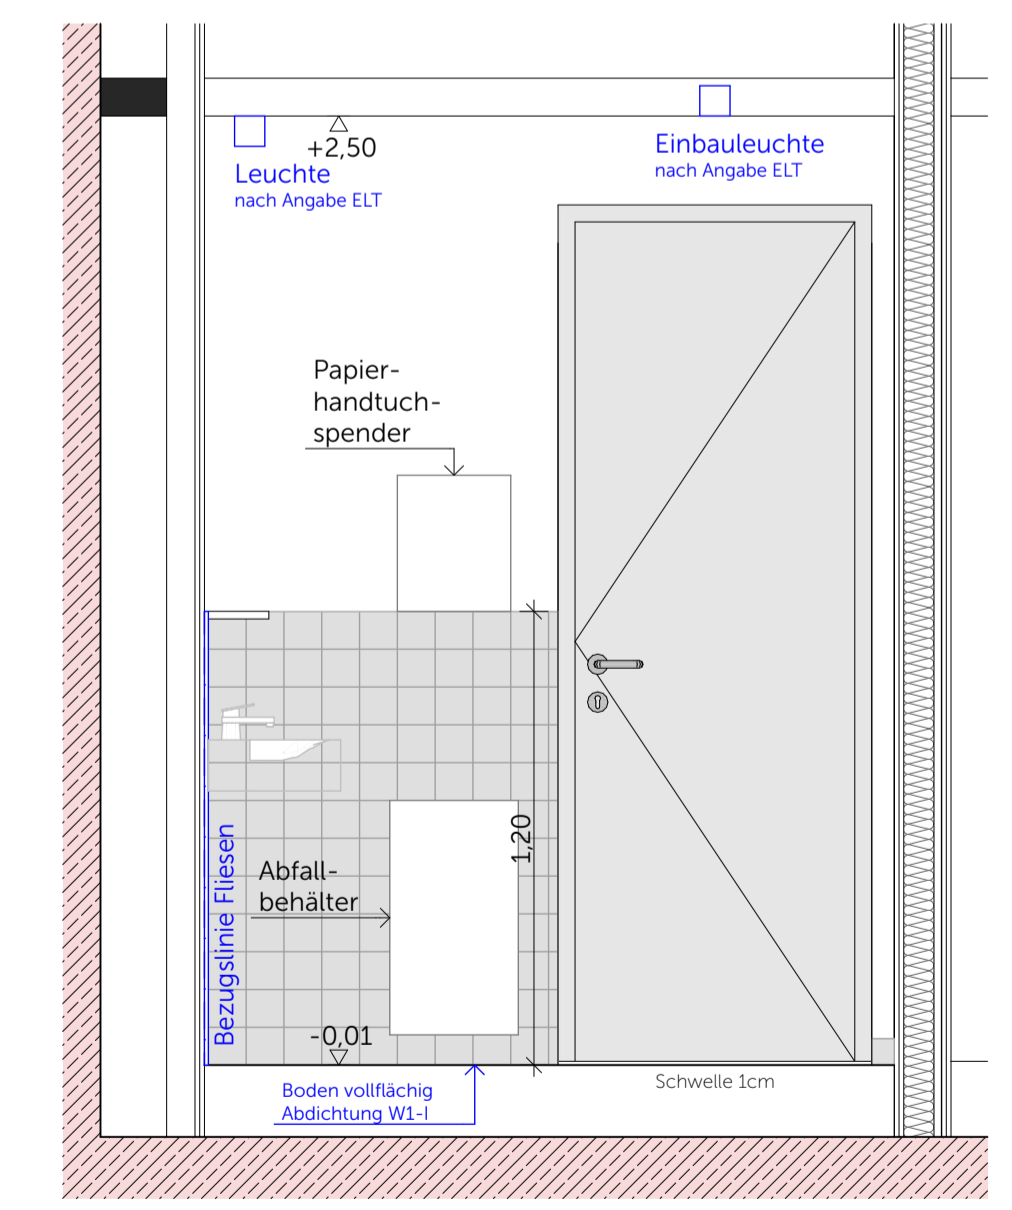 +2,50
Leuchte
nach Angabe ELT
Einbauleuchte
nach Angabe ELT
Papier-
handtuch-
spender
1,20
Bezugslinie Fliesen
Abfall-
behälter
-0,01
Boden vollflächig
Abdichtung W1-I
Schwelle 1cm